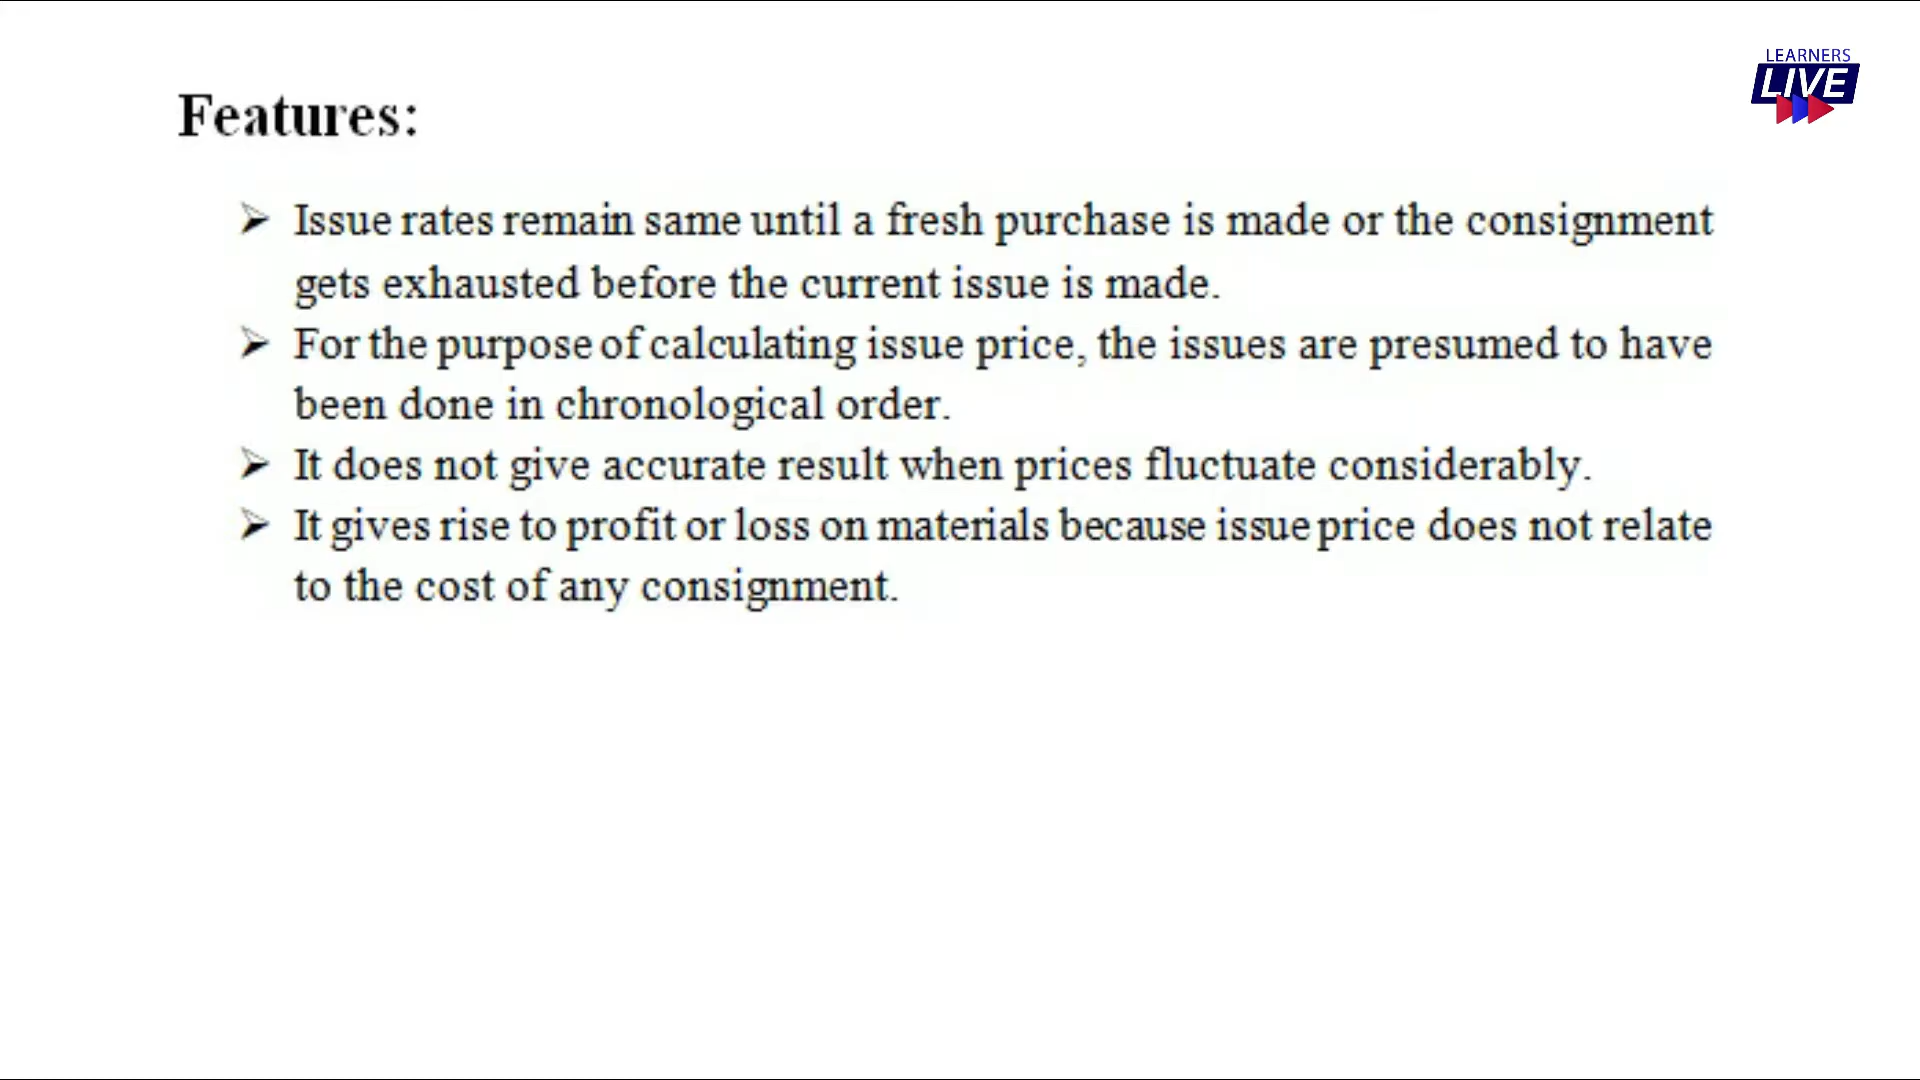 LEARNERS
LIVE
Features:
➢ Issue rates remain same until a fresh purchase is made or the consignment
gets exhausted before the current issue is made.
➢ For the purpose of calculating issue price, the issues are presumed to have
been done in chronological order.
➢ It does not give accurate result when prices fluctuate considerably.
➢ It gives rise to profit or loss on materials because issue price does not relate
to the cost of any consignment.